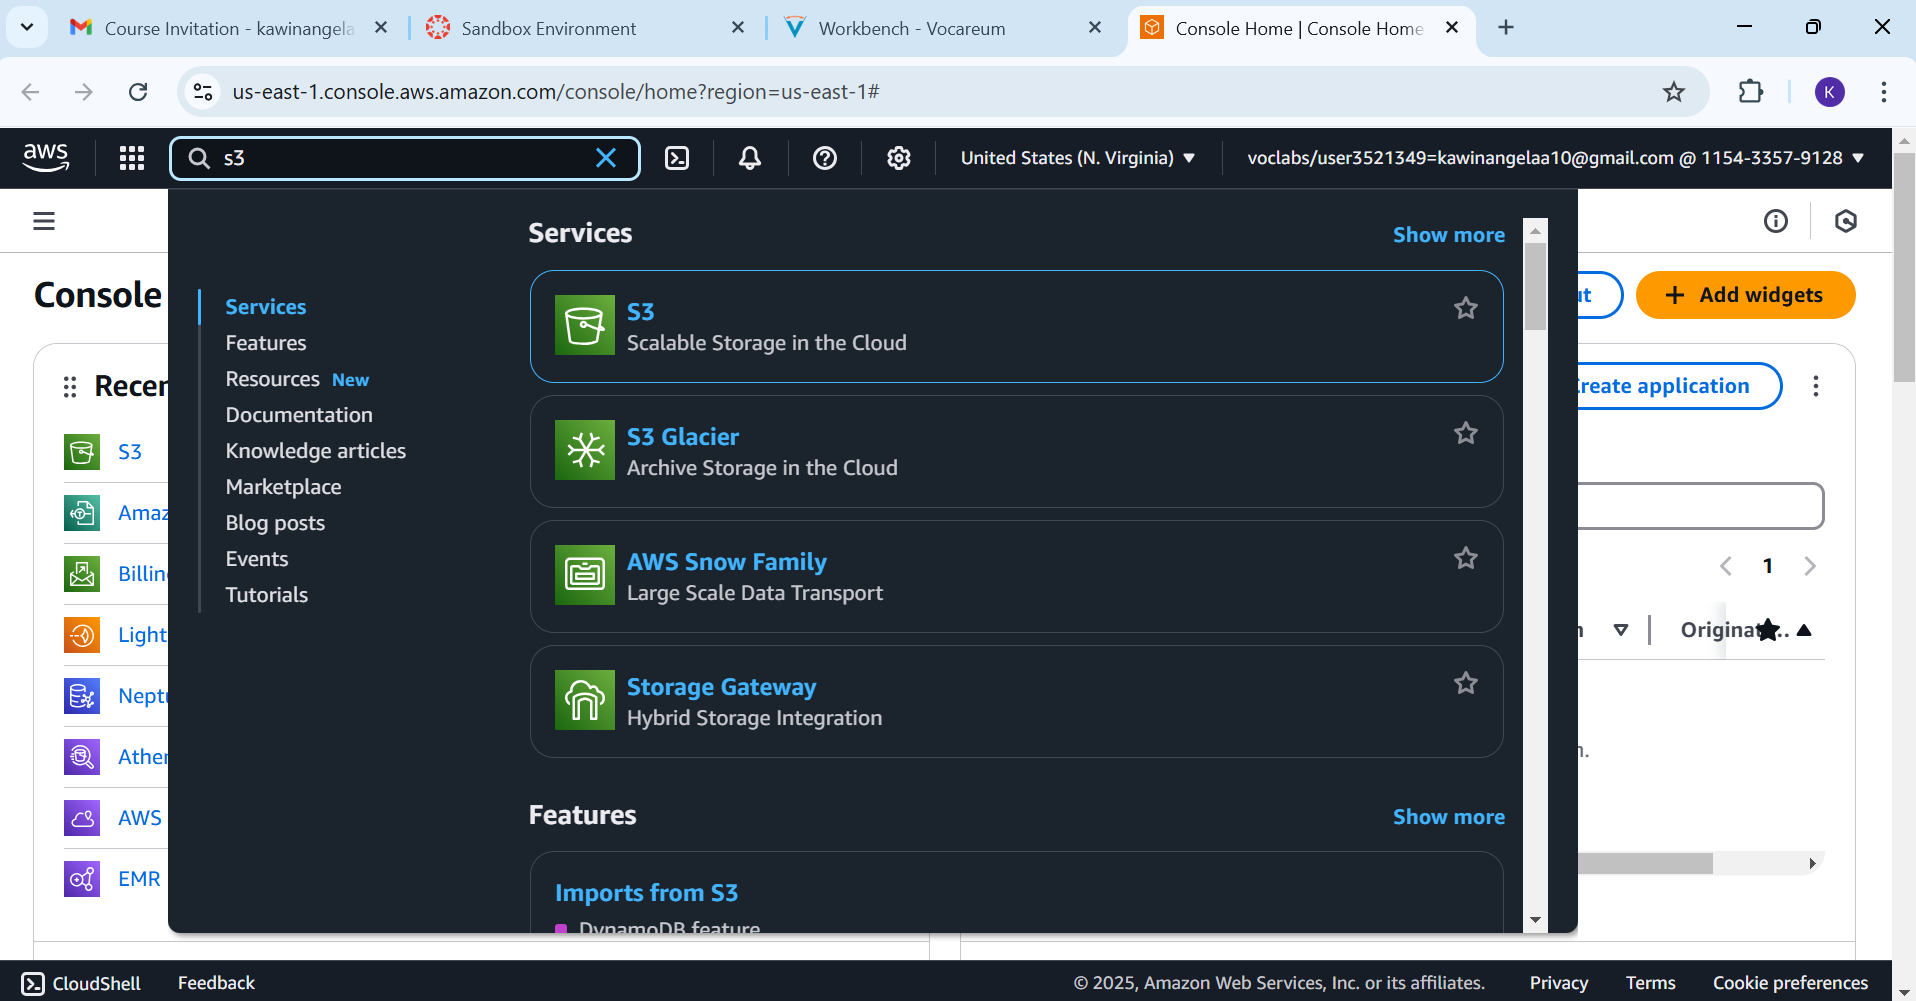 Course Invitation - kawinangela
Sandbox Environment
Workbench - Vocareum
Console Home | Console Home
us-east-1.console.aws.amazon.com/console/home?region=us-east-1#
K
aws
s3
United States (N. Virginia)
voclabs/user3521349=kawinangelaa10@gmail.com @ 1154-3357-9128
Console
Add widgets
Recen
Create application
S3
Amaz
Billin
Light
Neptu
Ather
AWS
EMR
1
Originat...
Services
Features
Resources New
Documentation
Knowledge articles
Marketplace
Blog posts
Events
Tutorials
Services
Show more
S3
Scalable Storage in the Cloud
S3 Glacier
Archive Storage in the Cloud
AWS Snow Family
Large Scale Data Transport
Storage Gateway
Hybrid Storage Integration
Features
Show more
Imports from S3
DynamoDB feature
CloudShell
Feedback
© 2025, Amazon Web Services, Inc. or its affiliates.
Privacy
Terms
Cookie preferences